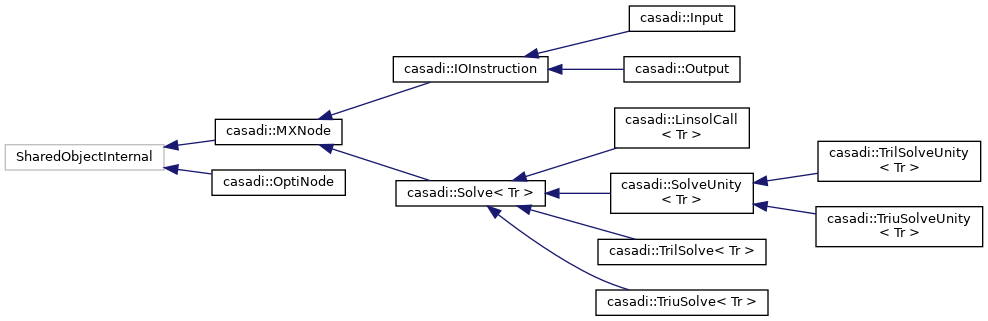 casadi::Input
casadi::IOInstruction
casadi::Output
casadi::LinsolCall
< Tr >
casadi::MXNode
SharedObjectInternal
casadi::OptiNode
casadi::Solve< Tr >
casadi::SolveUnity
< Tr >
casadi::TrilSolveUnity
< Tr >
casadi::TriuSolveUnity
< Tr >
casadi::TrilSolve< Tr >
casadi::TriuSolve< Tr >